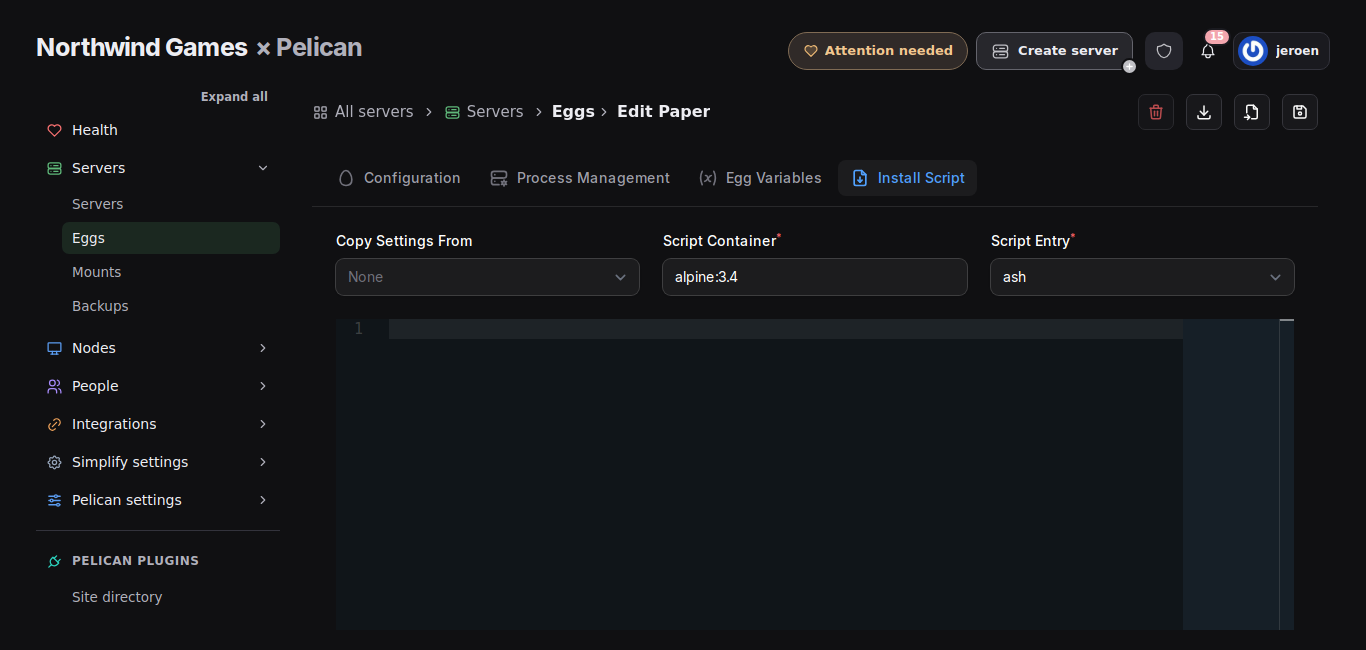 Northwind Games × Pelican
Attention needed
Create server
15
jeroen
Expand all
Health
Servers
Servers
Eggs
Mounts
Backups
Nodes
People
Integrations
Simplify settings
Pelican settings
PELICAN PLUGINS
Site directory
All servers > Servers > Eggs > Edit Paper
Configuration
Process Management
(x) Egg Variables
Install Script
Copy Settings From
None
Script Container*
alpine:3.4
Script Entry*
ash
1